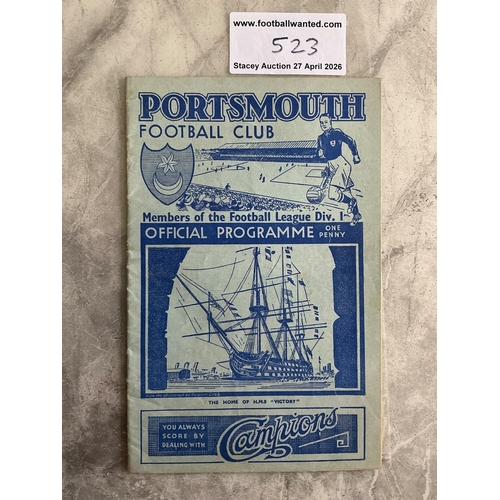 www.footballwanted.com
523
Stacey Auction 27 April 2026
PORTSMOUTH
FOOTBALL CLUB
Members of the Football League Div. I
OFFICIAL PROGRAMME ONE PENNY
THE HOME OF H.M.S "VICTORY"
YOU ALWAYS
SCORE BY
DEALING WITH
Campions